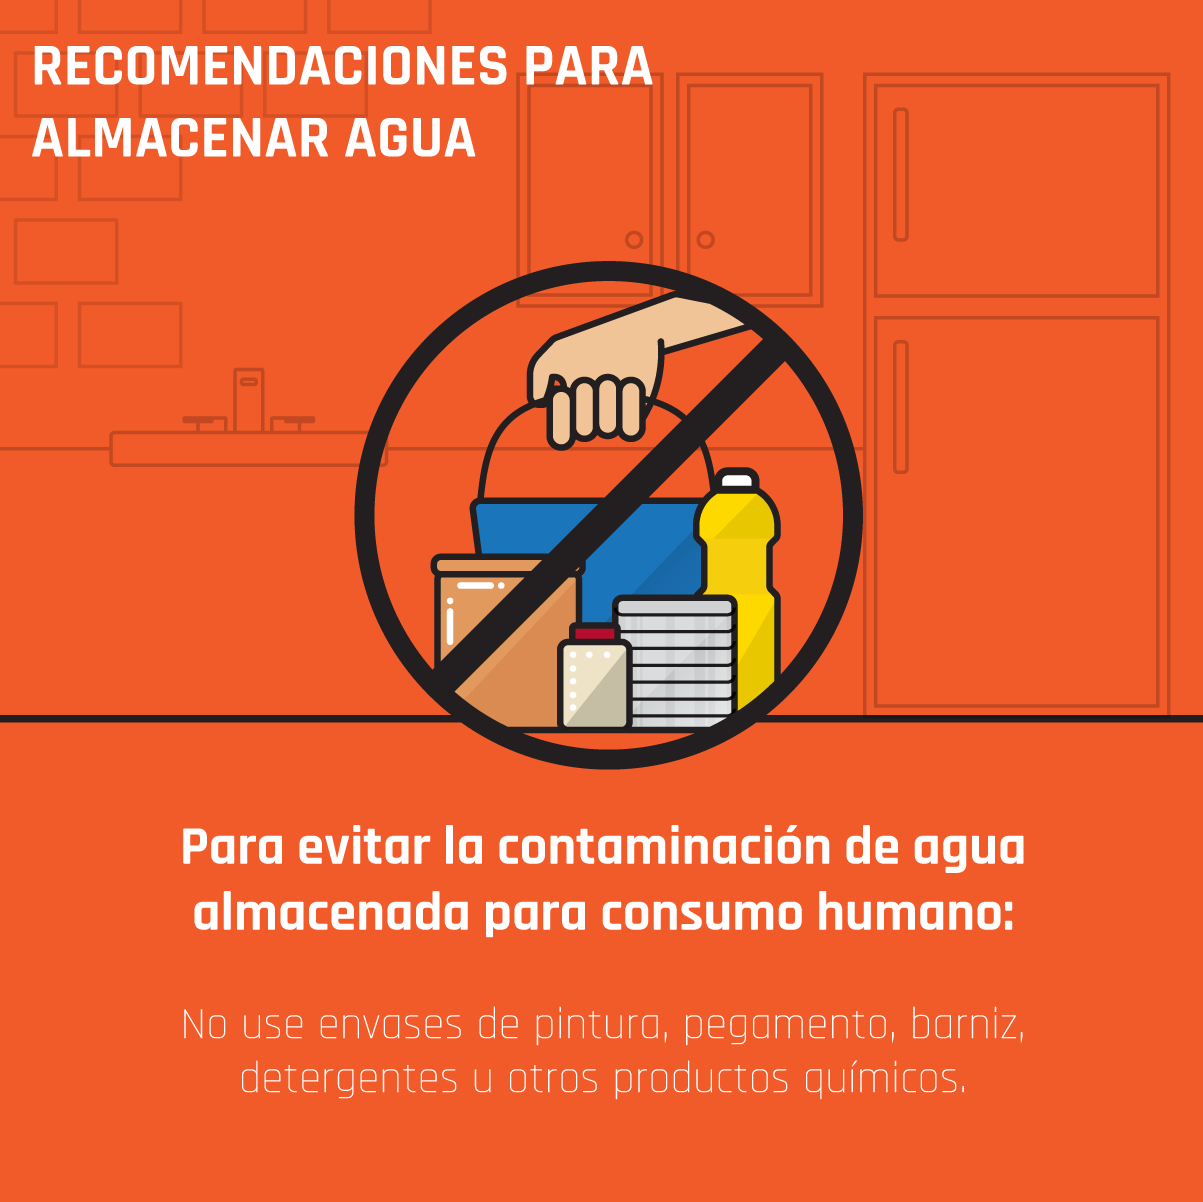 RECOMENDACIONES PARA
ALMACENAR AGUA
Para evitar la contaminación de agua
almacenada para consumo humano:
No use envases de pintura, pegamento, barniz,
detergentes u otros productos químicos.